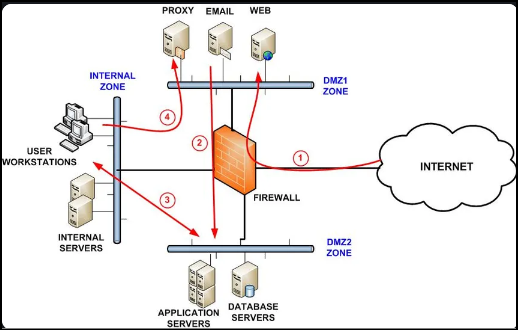 PROXY
EMAIL
WEB
INTERNAL
ZONE
DMZ1
ZONE
4
2
1
USER
WORKSTATIONS
INTERNET
FIREWALL
3
INTERNAL
SERVERS
DMZ2
ZONE
APPLICATION
SERVERS
DATABASE
SERVERS